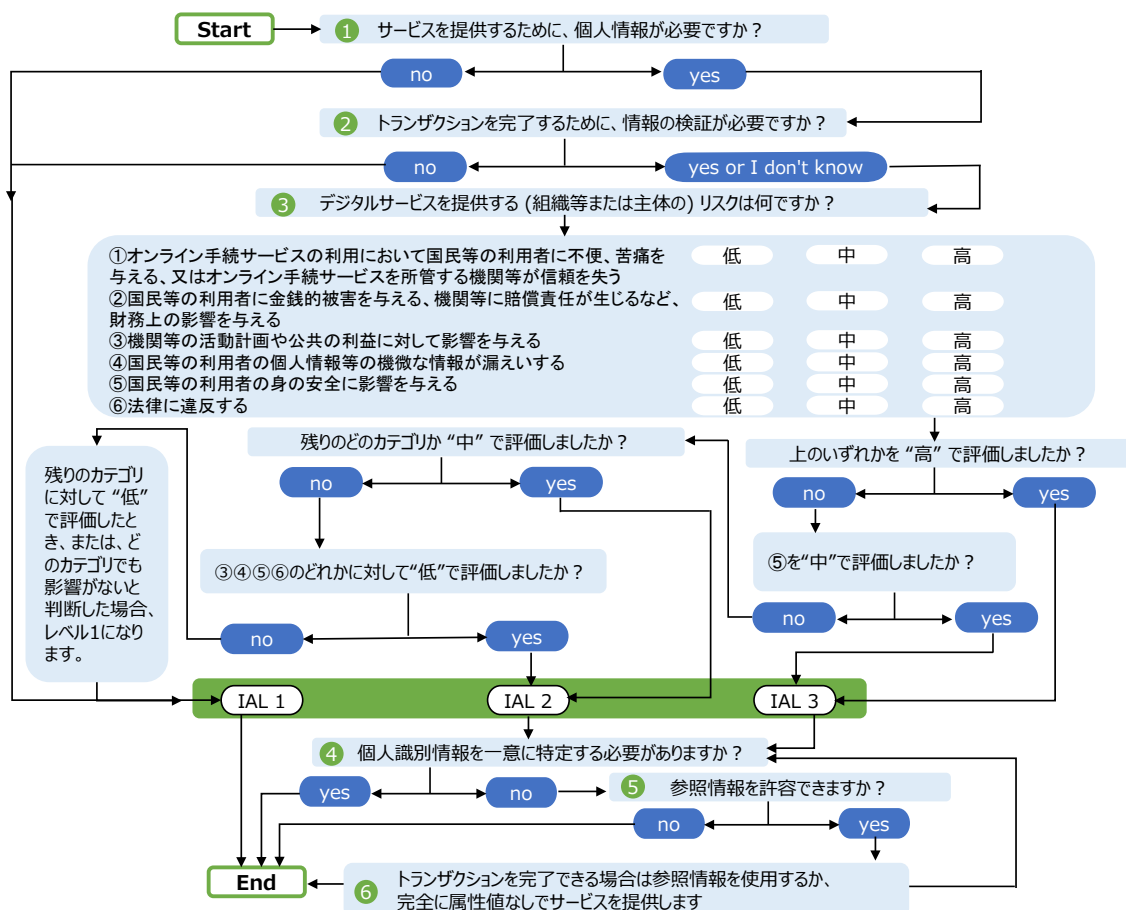 Start
1 サービスを提供するために、個人情報が必要ですか？
no
yes
2 トランザクションを完了するために、情報の検証が必要ですか？
no
yes or I don't know
3 デジタルサービスを提供する (組織等または主体の) リスクは何ですか？
①オンライン手続サービスの利用において国民等の利用者に不便、苦痛を
与える、又はオンライン手続サービスを所管する機関等が信頼を失う
低 中 高
②国民等の利用者に金銭的被害を与える、機関等に賠償責任が生じるなど、
財務上の影響を与える
低 中 高
③機関等の活動計画や公共の利益に対して影響を与える
低 中 高
④国民等の利用者の個人情報等の機微な情報が漏えいする
低 中 高
⑤国民等の利用者の身の安全に影響を与える
低 中 高
⑥法律に違反する
低 中 高
上のいずれかを “高” で評価しましたか？
no
yes
⑤を“中”で評価しましたか？
no
yes
残りのどのカテゴリか “中” で評価しましたか？
no
yes
③④⑤⑥のどれかに対して“低”で評価しましたか？
no
yes
残りのカテゴリ
に対して “低”
で評価したと
き、または、ど
のカテゴリでも
影響がないと
判断した場合、
レベル1になり
ます。
IAL 1
IAL 2
IAL 3
4 個人識別情報を一意に特定する必要がありますか？
yes
no
5 参照情報を許容できますか？
no
yes
End
6 トランザクションを完了できる場合は参照情報を使用するか、
完全に属性値なしでサービスを提供します